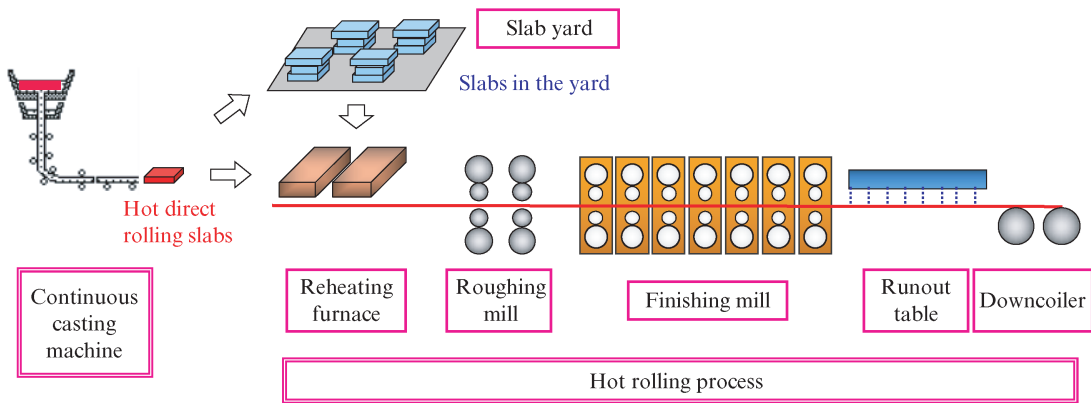 Slab yard
Slabs in the yard
Hot direct
rolling slabs
Continuous
casting
machine
Reheating
furnace
Roughing
mill
Finishing mill
Runout
table
Downcoiler
Hot rolling process